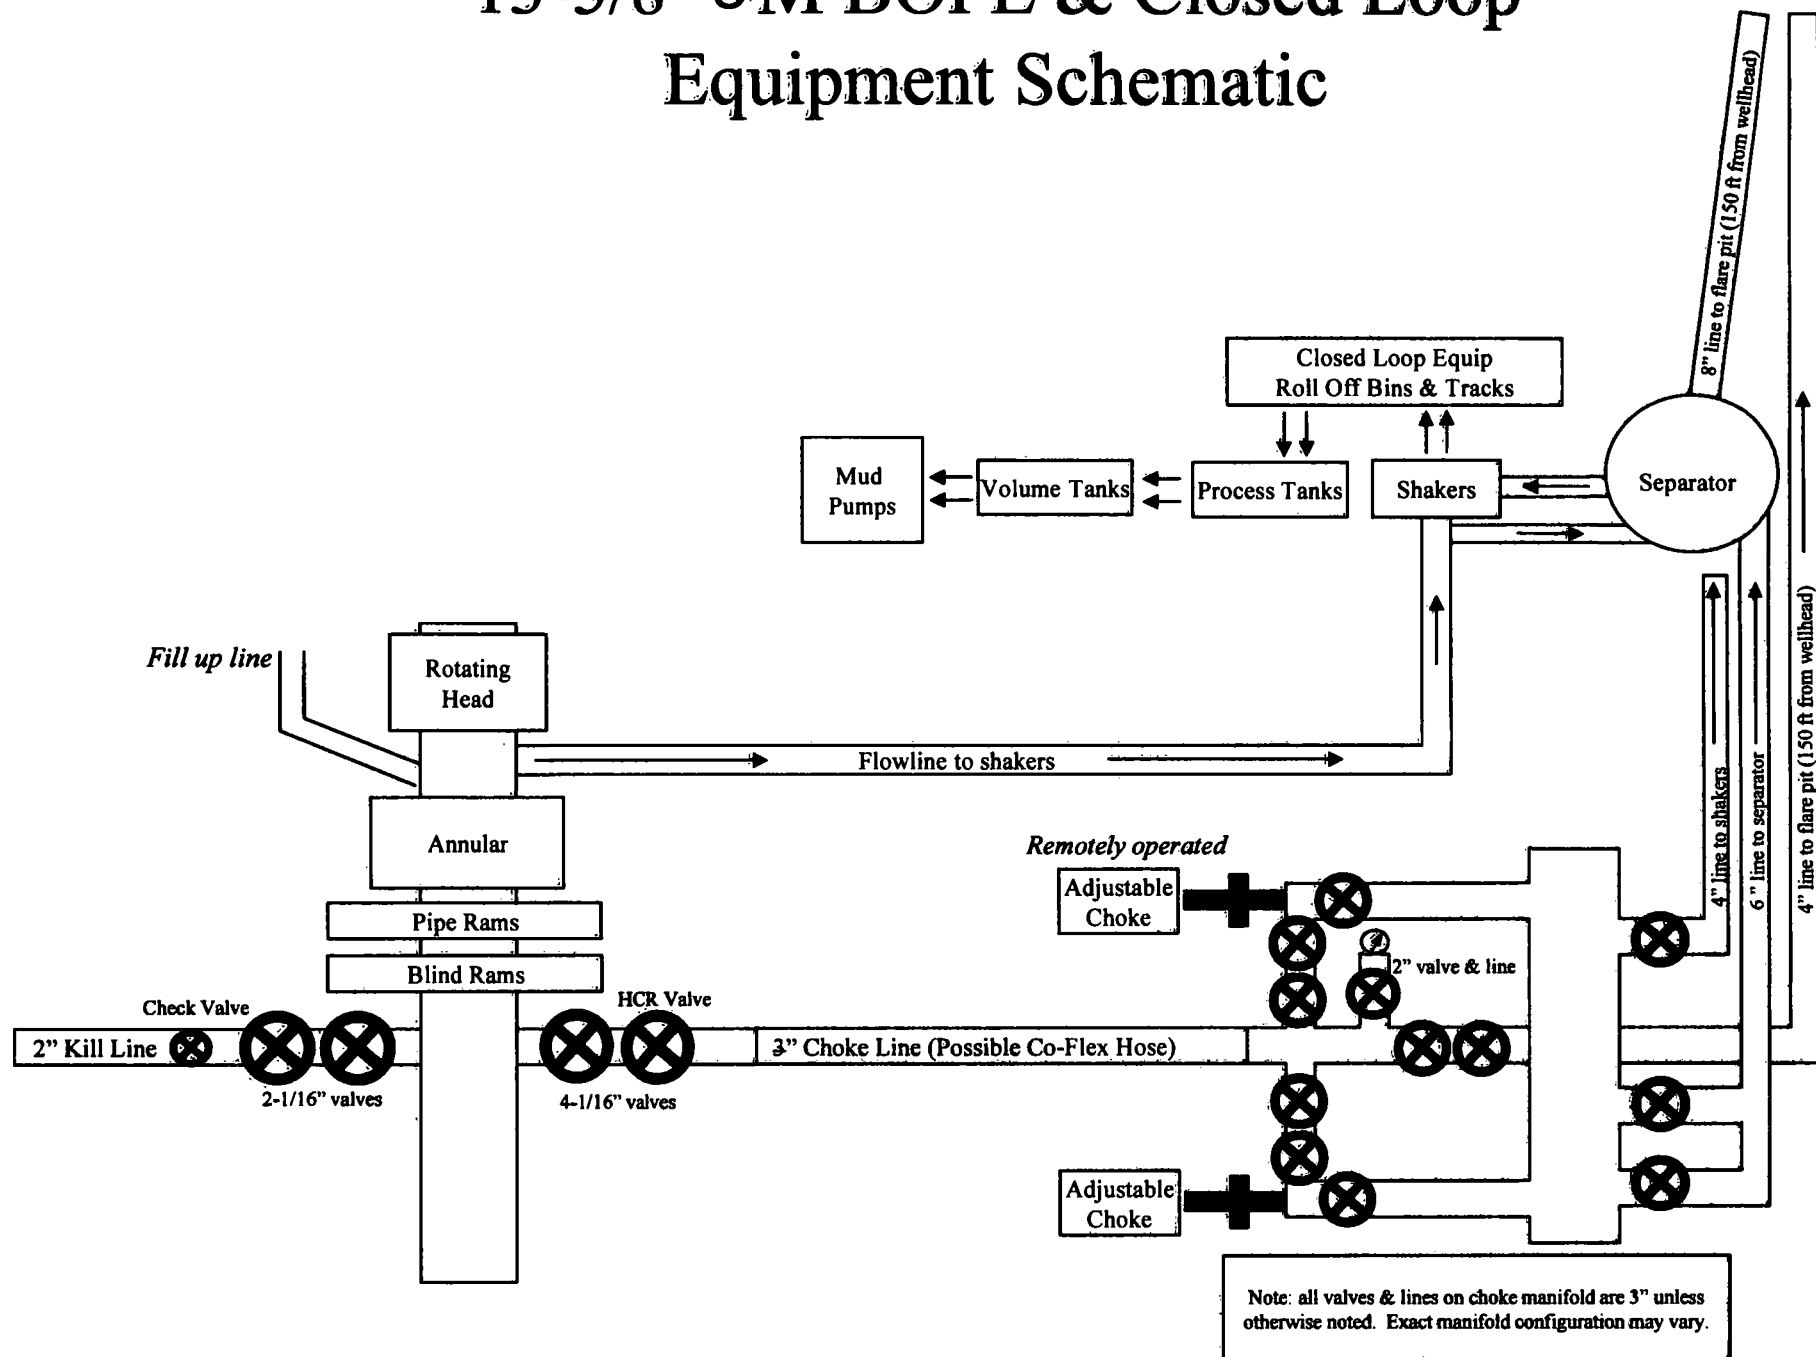 & Closed Loop
Equipment Schematic
8” line to flare pit (150 ft from wellhead)
Closed Loop Equip
Roll Off Bins & Tracks
Mud
Pumps
Volume Tanks
Process Tanks
Shakers
Separator
Fill up line
Rotating
Head
Flowline to shakers
Annular
Pipe Rams
Blind Rams
Remotely operated
Adjustable
Choke
4” line to shakers
6” line to separator
4” line to flare pit (150 ft from wellhead)
2” valve & line
Check Valve
HCR Valve
2” Kill Line
3” Choke Line (Possible Co-Flex Hose)
2-1/16” valves
4-1/16” valves
Adjustable
Choke
Note: all valves & lines on choke manifold are 3” unless
otherwise noted. Exact manifold configuration may vary.